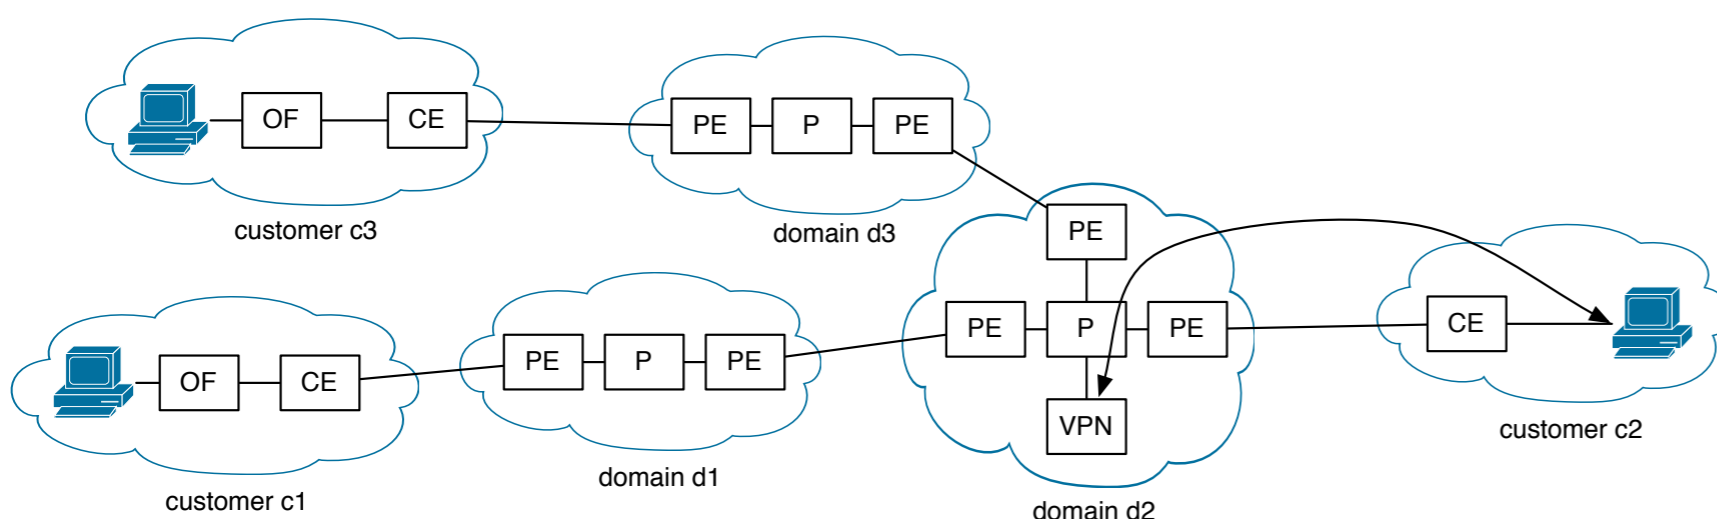 OF
CE
customer c3
PE
P
PE
domain d3
OF
CE
customer c1
PE
P
PE
domain d1
PE
PE
P
PE
VPN
domain d2
CE
customer c2